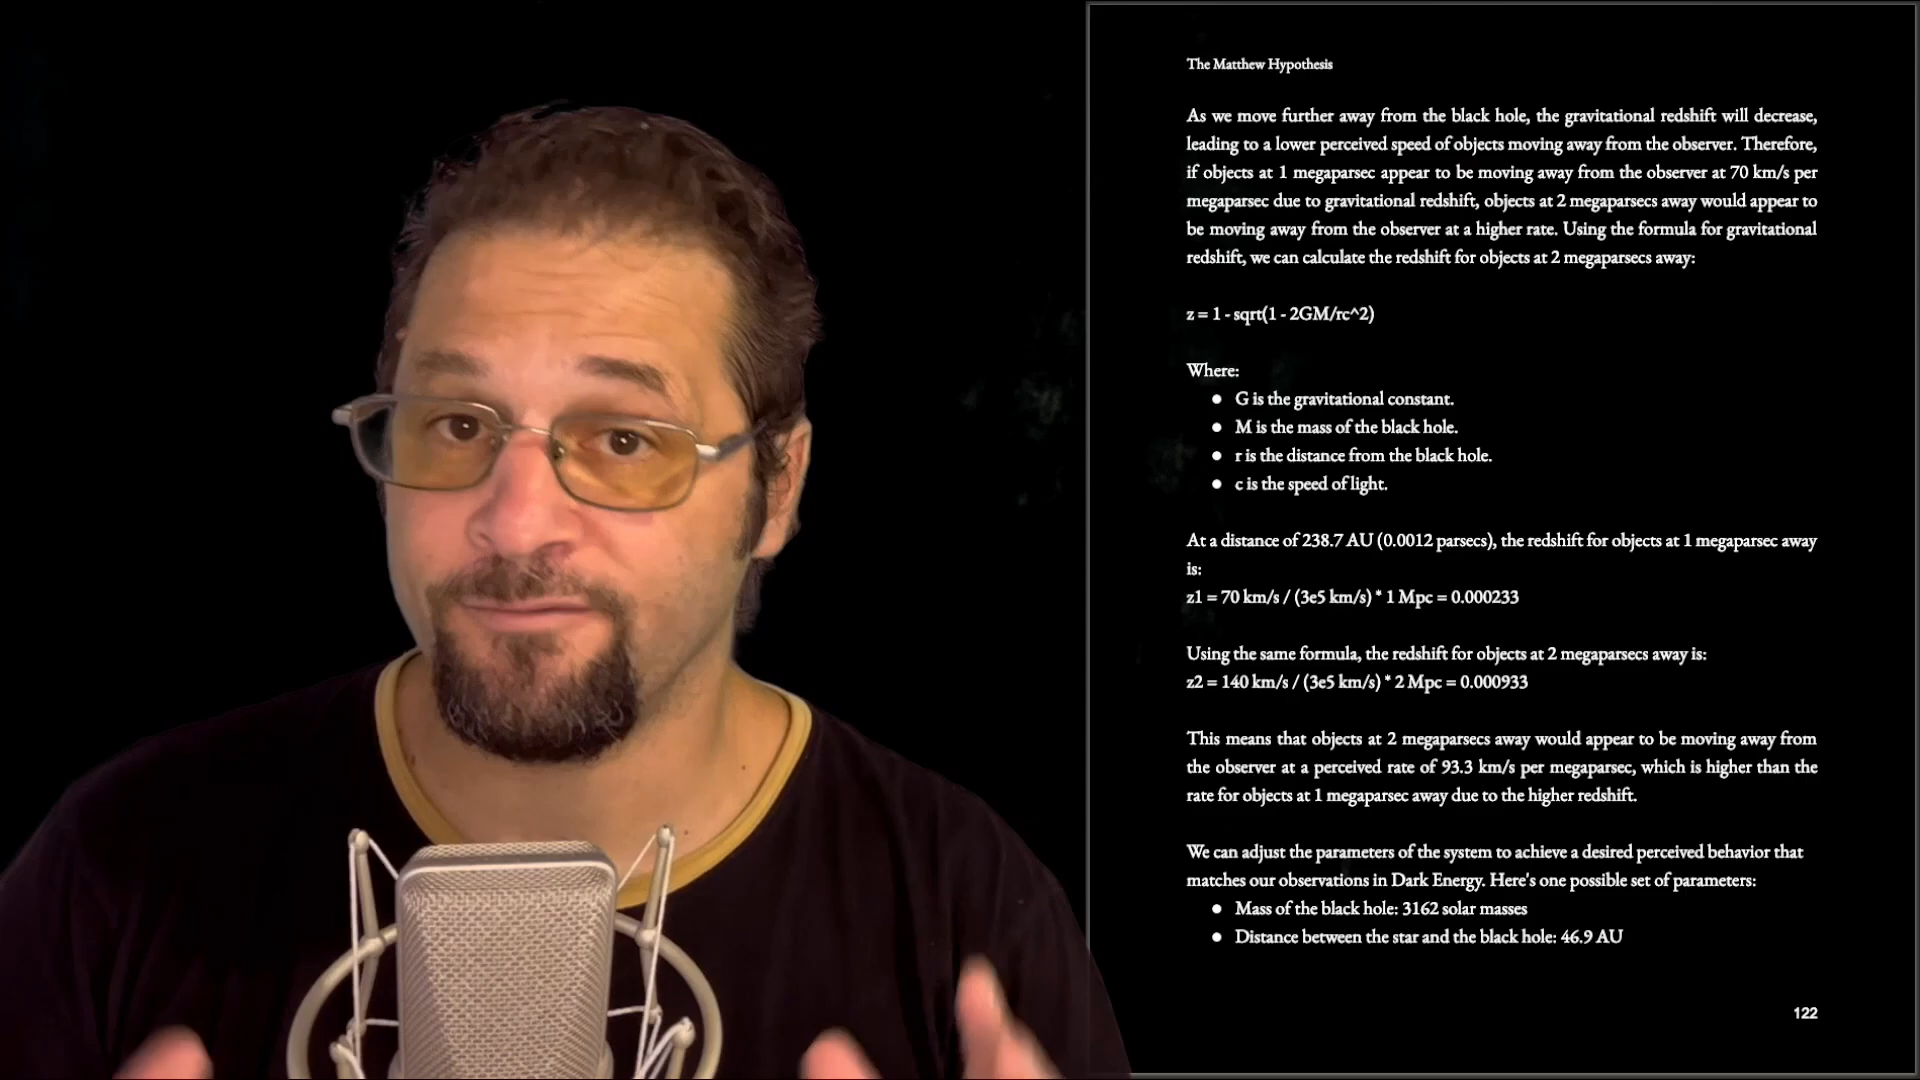 The Matthew Hypothesis
As we move further away from the black hole, the gravitational redshift will decrease,
leading to a lower perceived speed of objects moving away from the observer. Therefore,
if objects at 1 megaparsec appear to be moving away from the observer at 70 km/s per
megaparsec due to gravitational redshift, objects at 2 megaparsecs away would appear to
be moving away from the observer at a higher rate. Using the formula for gravitational
redshift, we can calculate the redshift for objects at 2 megaparsecs away:
z = 1 - sqrt(1 - 2GM/rc^2)
Where:
● G is the gravitational constant.
● M is the mass of the black hole.
● r is the distance from the black hole.
● c is the speed of light.
At a distance of 238.7 AU (0.0012 parsecs), the redshift for objects at 1 megaparsec away
is:
z1 = 70 km/s / (3e5 km/s) * 1 Mpc = 0.000233
Using the same formula, the redshift for objects at 2 megaparsecs away is:
z2 = 140 km/s / (3e5 km/s) * 2 Mpc = 0.000933
This means that objects at 2 megaparsecs away would appear to be moving away from
the observer at a perceived rate of 93.3 km/s per megaparsec, which is higher than the
rate for objects at 1 megaparsec away due to the higher redshift.
We can adjust the parameters of the system to achieve a desired perceived behavior that
matches our observations in Dark Energy. Here's one possible set of parameters:
● Mass of the black hole: 3162 solar masses
● Distance between the star and the black hole: 46.9 AU
122